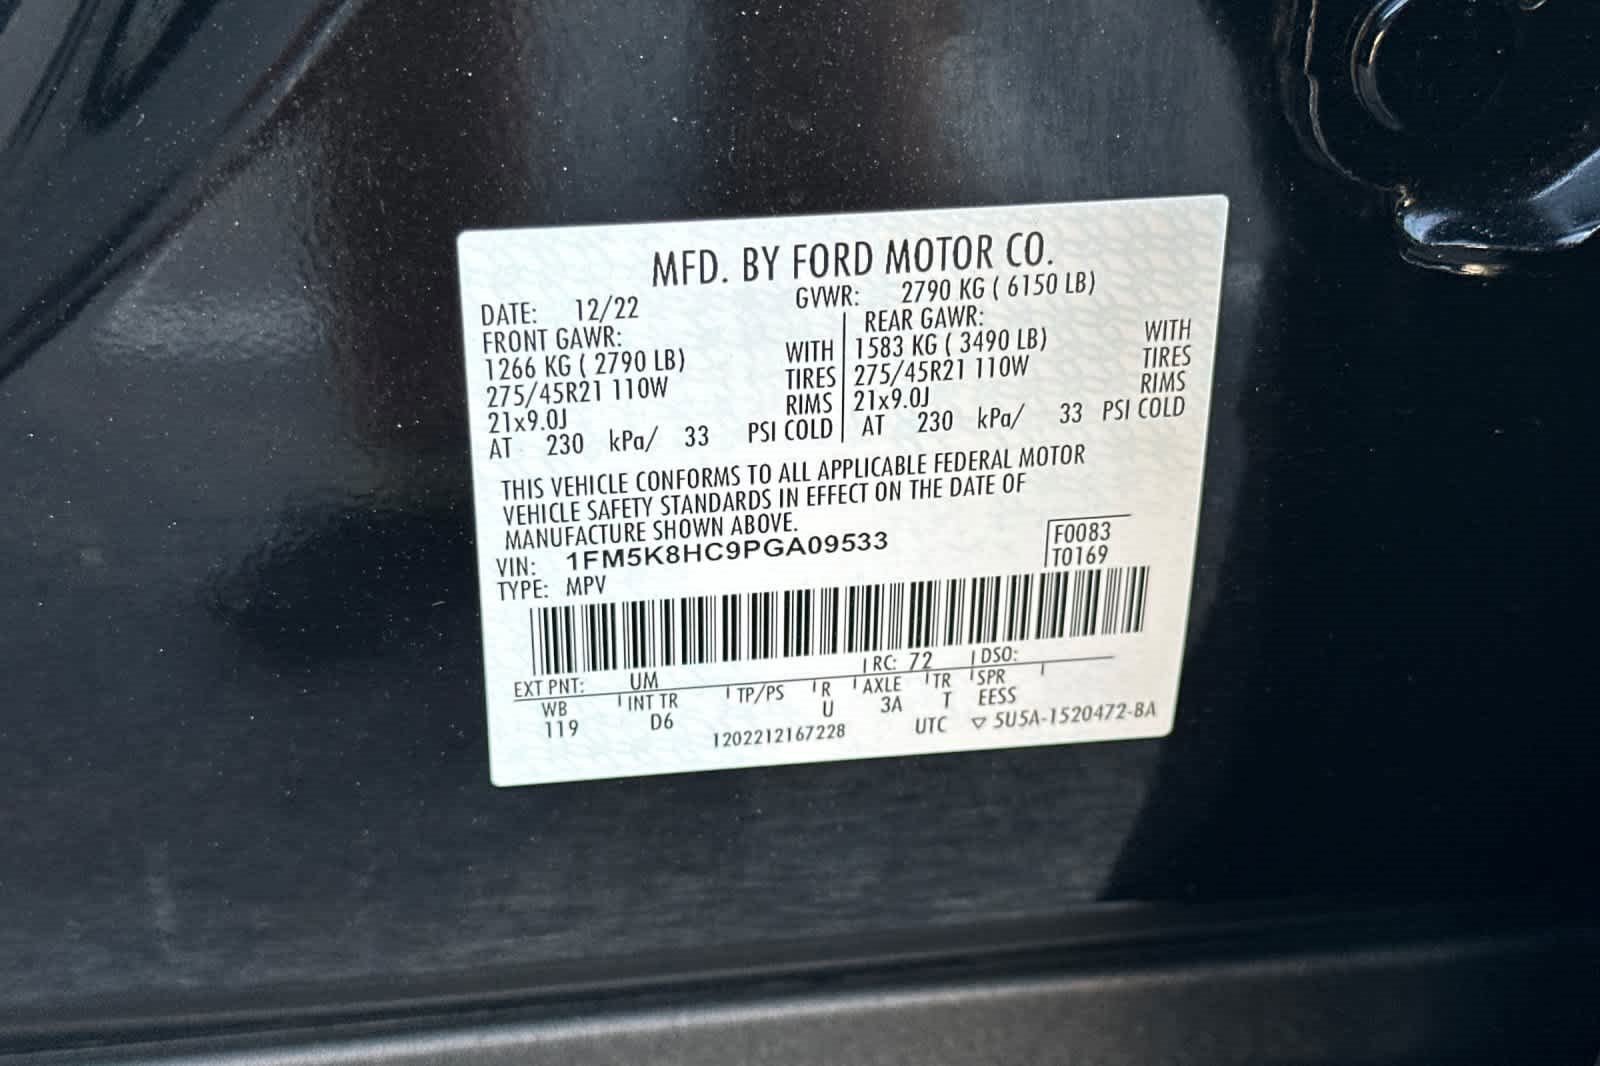 MFD. BY FORD MOTOR CO.
DATE: 12/22 GVWR: 2790 KG ( 6150 LB)
FRONT GAWR: REAR GAWR:
1266 KG ( 2790 LB) WITH 1583 KG ( 3490 LB) WITH
275/45R21 110W TIRES 275/45R21 110W TIRES
21x9.0J RIMS 21x9.0J RIMS
AT 230 kPa/ 33 PSI COLD AT 230 kPa/ 33 PSI COLD
THIS VEHICLE CONFORMS TO ALL APPLICABLE FEDERAL MOTOR
VEHICLE SAFETY STANDARDS IN EFFECT ON THE DATE OF
MANUFACTURE SHOWN ABOVE.
VIN: 1FM5K8HC9PGA09533 F0083
TYPE: MPV T0169
EXT PNT: UM RC: 72 DSO:
WB INT TR TP/PS R AXLE TR SPR
119 D6 U 3A T EESS
1202212167228 UTC ▽ 5U5A-1520472-BA